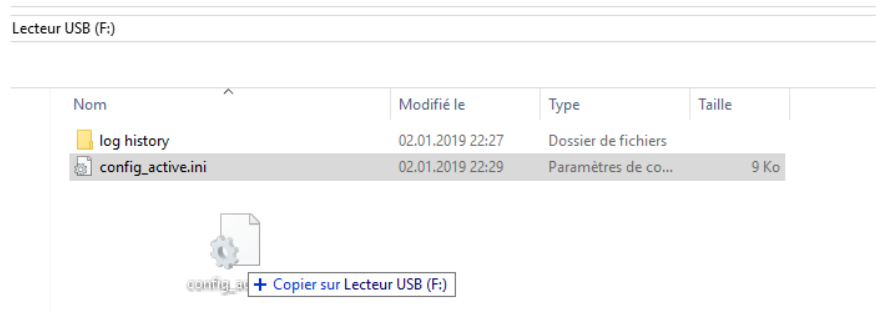 Lecteur USB (F:)
Nom Modifié le Type Taille
log history 02.01.2019 22:27 Dossier de fichiers
config_active.ini 02.01.2019 22:29 Paramètres de co... 9 Ko
+ Copier sur Lecteur USB (F:)